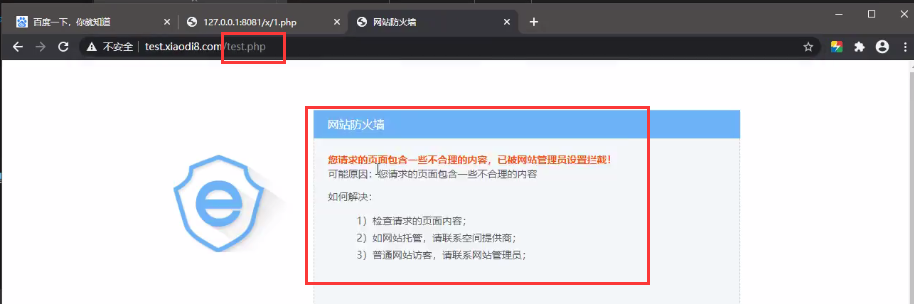 百度一下，你就知道
127.0.0.1:8081/x/1.php
网站防火墙
不安全 | test.xiaodi8.com/test.php
网站防火墙
您请求的页面包含一些不合理的内容，已被网站管理员设置拦截！
可能原因：您请求的页面包含一些不合理的内容
如何解决：
1）检查请求的页面内容；
2）如网站托管，请联系空间提供商；
3）普通网站访客，请联系网站管理员；